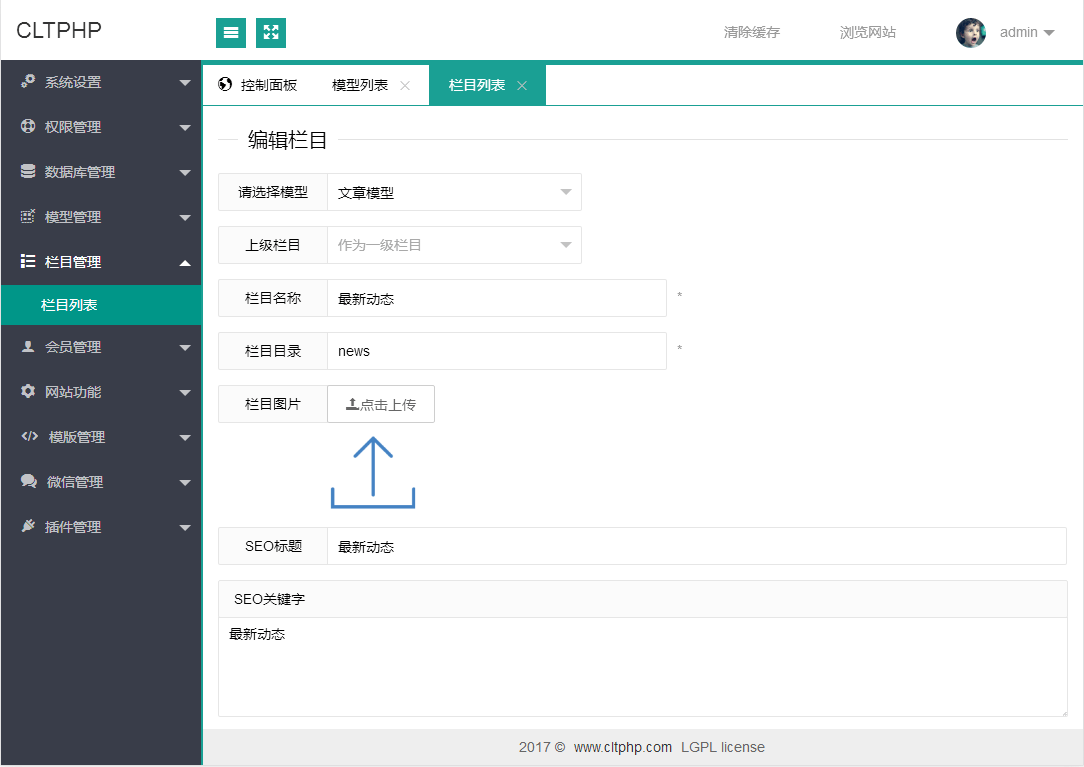 CLTPHP
清除缓存 浏览网站 admin
系统设置
权限管理
数据库管理
模型管理
栏目管理
栏目列表
会员管理
网站功能
模版管理
微信管理
插件管理
控制面板 模型列表 栏目列表
编辑栏目
请选择模型 文章模型
上级栏目 作为一级栏目
栏目名称 最新动态 *
栏目目录 news *
栏目图片 点击上传
SEO标题 最新动态
SEO关键字
最新动态
2017 © www.cltphp.com LGPL license